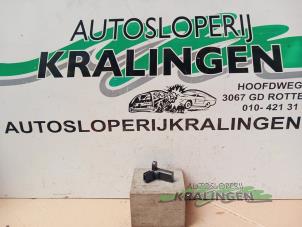 AUTOSLOPERIJ
KRALINGEN
HOOFDWEG
3067 GD ROTTE
010- 421 31
AUTOSLOPERIJKRALINGEN
AUTOSLOPERIJ
KRALINGEN